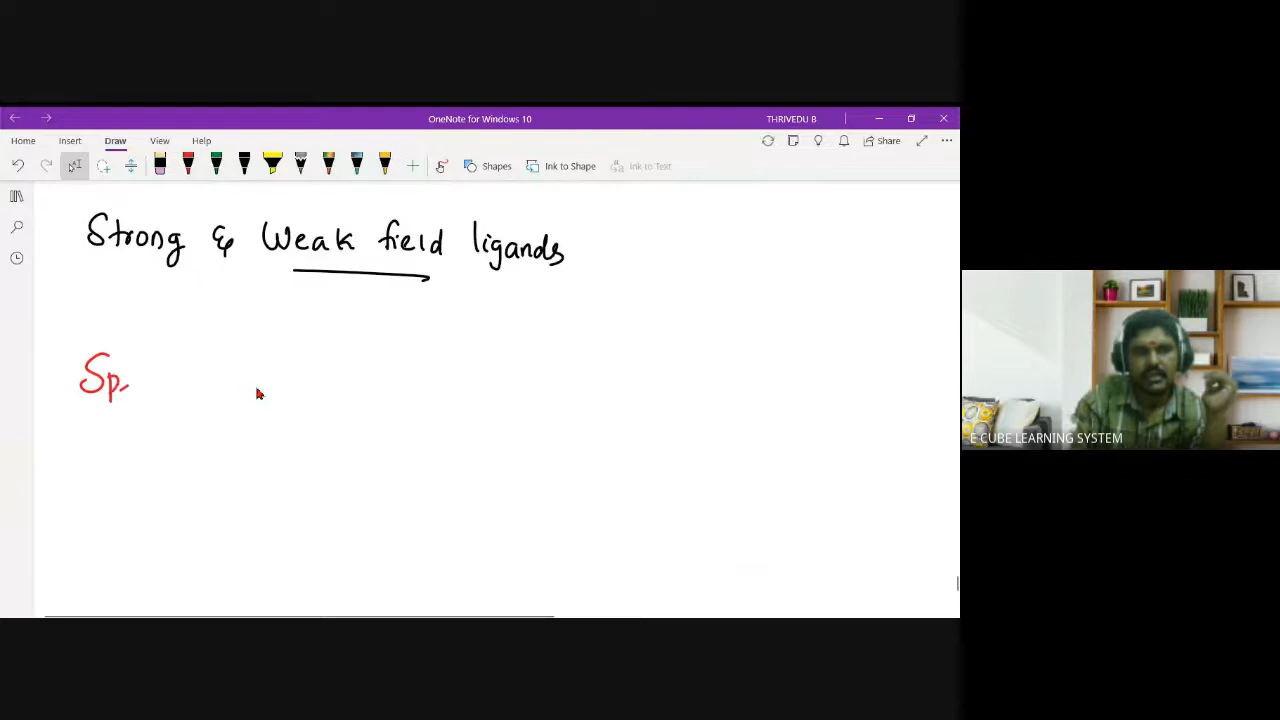 OneNote for Windows 10
THRIVEDU B
Home Insert Draw View Help
Share
Shapes Ink to Shape Ink to Text
Strong & Weak field ligands
Sp
E CUBE LEARNING SYSTEM